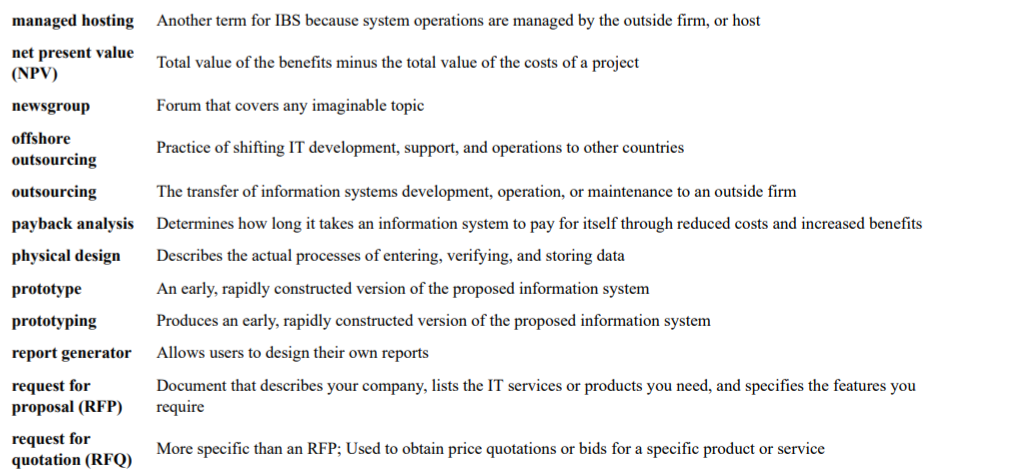 managed hosting Another term for IBS because system operations are managed by the outside firm, or host
net present value
(NPV) Total value of the benefits minus the total value of the costs of a project
newsgroup Forum that covers any imaginable topic
offshore
outsourcing Practice of shifting IT development, support, and operations to other countries
outsourcing The transfer of information systems development, operation, or maintenance to an outside firm
payback analysis Determines how long it takes an information system to pay for itself through reduced costs and increased benefits
physical design Describes the actual processes of entering, verifying, and storing data
prototype An early, rapidly constructed version of the proposed information system
prototyping Produces an early, rapidly constructed version of the proposed information system
report generator Allows users to design their own reports
request for Document that describes your company, lists the IT services or products you need, and specifies the features you
proposal (RFP) require
request for
quotation (RFQ) More specific than an RFP; Used to obtain price quotations or bids for a specific product or service